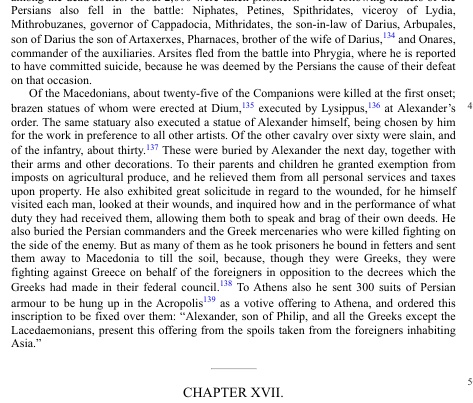 Persians also fell in the battle: Niphates, Petines, Spithridates, viceroy of Lydia,
Mithrobuzanes, governor of Cappadocia, Mithridates, the son-in-law of Darius, Arbupales,
son of Darius the son of Artaxerxes, Pharnaces, brother of the wife of Darius,134 and Onares,
commander of the auxiliaries. Arsites fled from the battle into Phrygia, where he is reported
to have committed suicide, because he was deemed by the Persians the cause of their defeat
on that occasion.
Of the Macedonians, about twenty-five of the Companions were killed at the first onset;
brazen statues of whom were erected at Dium,135 executed by Lysippus,136 at Alexander's 4
order. The same statuary also executed a statue of Alexander himself, being chosen by him
for the work in preference to all other artists. Of the other cavalry over sixty were slain, and
of the infantry, about thirty.137 These were buried by Alexander the next day, together with
their arms and other decorations. To their parents and children he granted exemption from
imposts on agricultural produce, and he relieved them from all personal services and taxes
upon property. He also exhibited great solicitude in regard to the wounded, for he himself
visited each man, looked at their wounds, and inquired how and in the performance of what
duty they had received them, allowing them both to speak and brag of their own deeds. He
also buried the Persian commanders and the Greek mercenaries who were killed fighting on
the side of the enemy. But as many of them as he took prisoners he bound in fetters and sent
them away to Macedonia to till the soil, because, though they were Greeks, they were
fighting against Greece on behalf of the foreigners in opposition to the decrees which the
Greeks had made in their federal council.138 To Athens also he sent 300 suits of Persian
armour to be hung up in the Acropolis139 as a votive offering to Athena, and ordered this
inscription to be fixed over them: “Alexander, son of Philip, and all the Greeks except the
Lacedaemonians, present this offering from the spoils taken from the foreigners inhabiting
Asia.”
5
CHAPTER XVII.